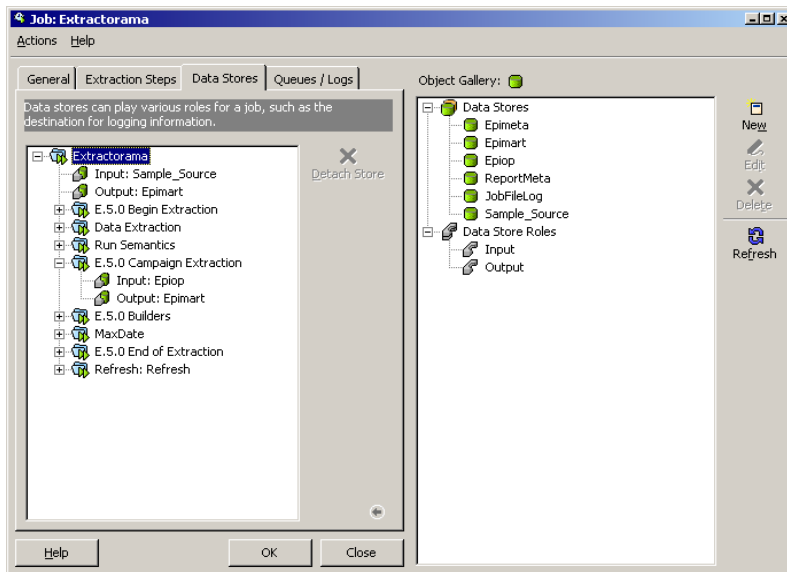 Job: Extractorama
Actions Help
General Extraction Steps Data Stores Queues / Logs
Data stores can play various roles for a job, such as the
destination for logging information.
Extractorama
Input: Sample_Source
Output: Epimart
E.5.0 Begin Extraction
Data Extraction
Run Semantics
E.5.0 Campaign Extraction
Input: Epiop
Output: Epimart
E.5.0 Builders
MaxDate
E.5.0 End of Extraction
Refresh: Refresh
Detach Store
Help OK Close
Object Gallery:
Data Stores
Epimeta
Epimart
Epiop
ReportMeta
JobFileLog
Sample_Source
Data Store Roles
Input
Output
New
Edit
Delete
Refresh